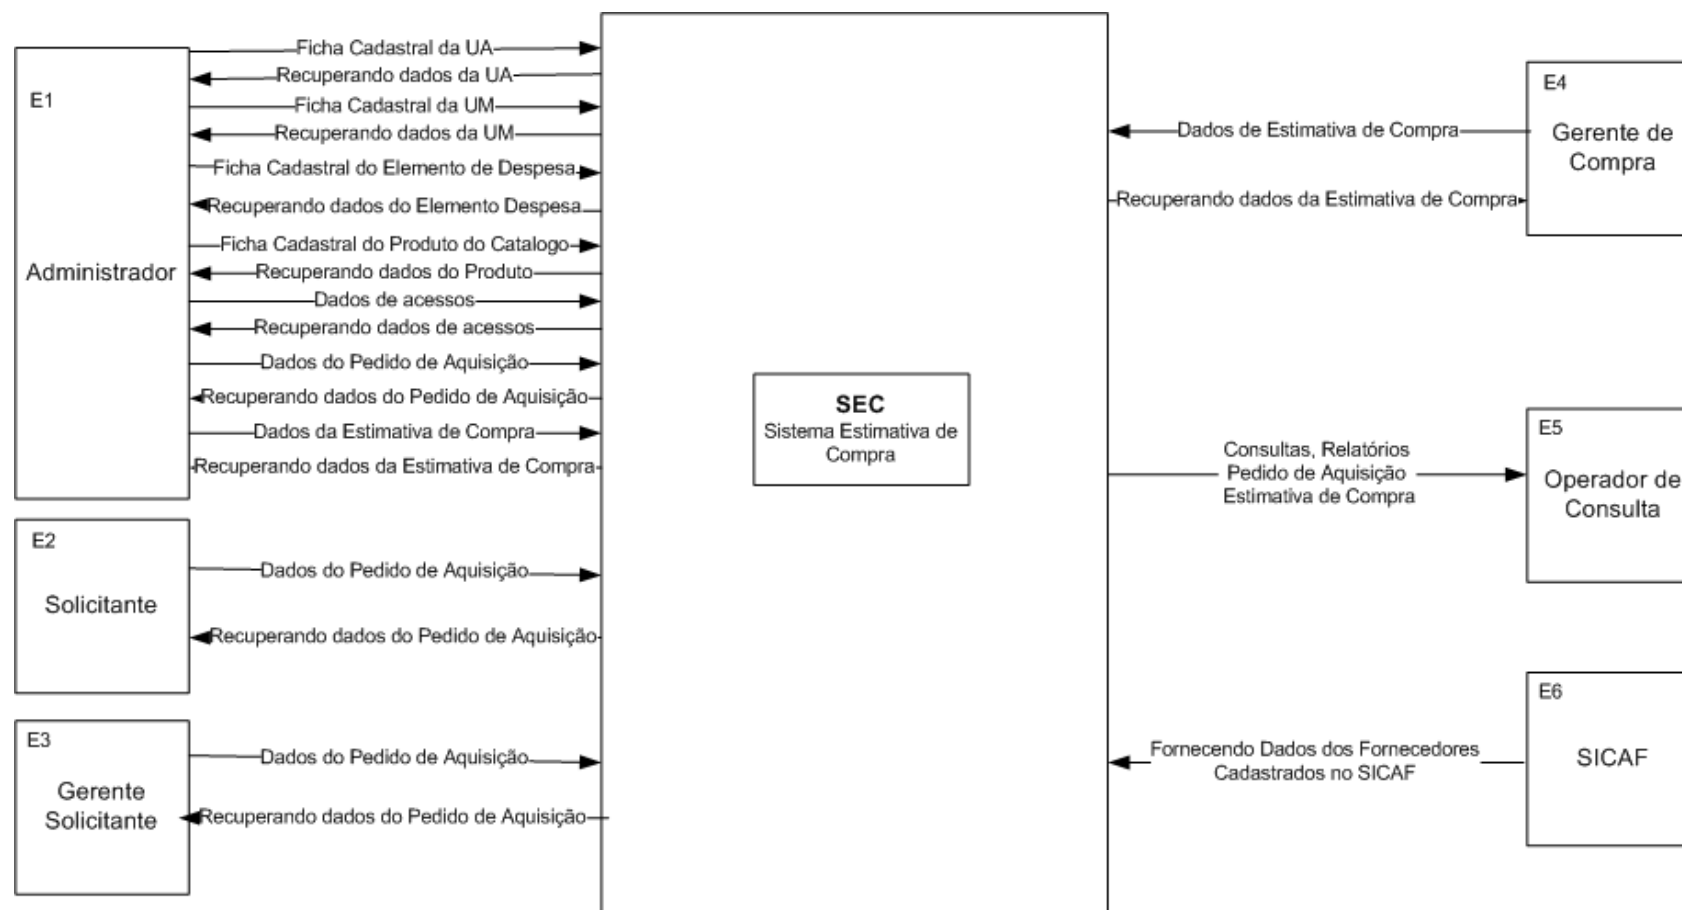 E1
Administrador
Ficha Cadastral da UA
Recuperando dados da UA
Ficha Cadastral da UM
Recuperando dados da UM
Ficha Cadastral do Elemento de Despesa
Recuperando dados do Elemento Despesa
Ficha Cadastral do Produto do Catalogo
Recuperando dados do Produto
Dados de acessos
Recuperando dados de acessos
Dados do Pedido de Aquisição
Recuperando dados do Pedido de Aquisição
Dados da Estimativa de Compra
Recuperando dados da Estimativa de Compra
E2
Solicitante
Dados do Pedido de Aquisição
Recuperando dados do Pedido de Aquisição
E3
Gerente
Solicitante
Dados do Pedido de Aquisição
Recuperando dados do Pedido de Aquisição
SEC
Sistema Estimativa de
Compra
Dados de Estimativa de Compra
Recuperando dados da Estimativa de Compra
E4
Gerente de
Compra
Consultas, Relatórios
Pedido de Aquisição
Estimativa de Compra
E5
Operador de
Consulta
Fornecendo Dados dos Fornecedores
Cadastrados no SICAF
E6
SICAF